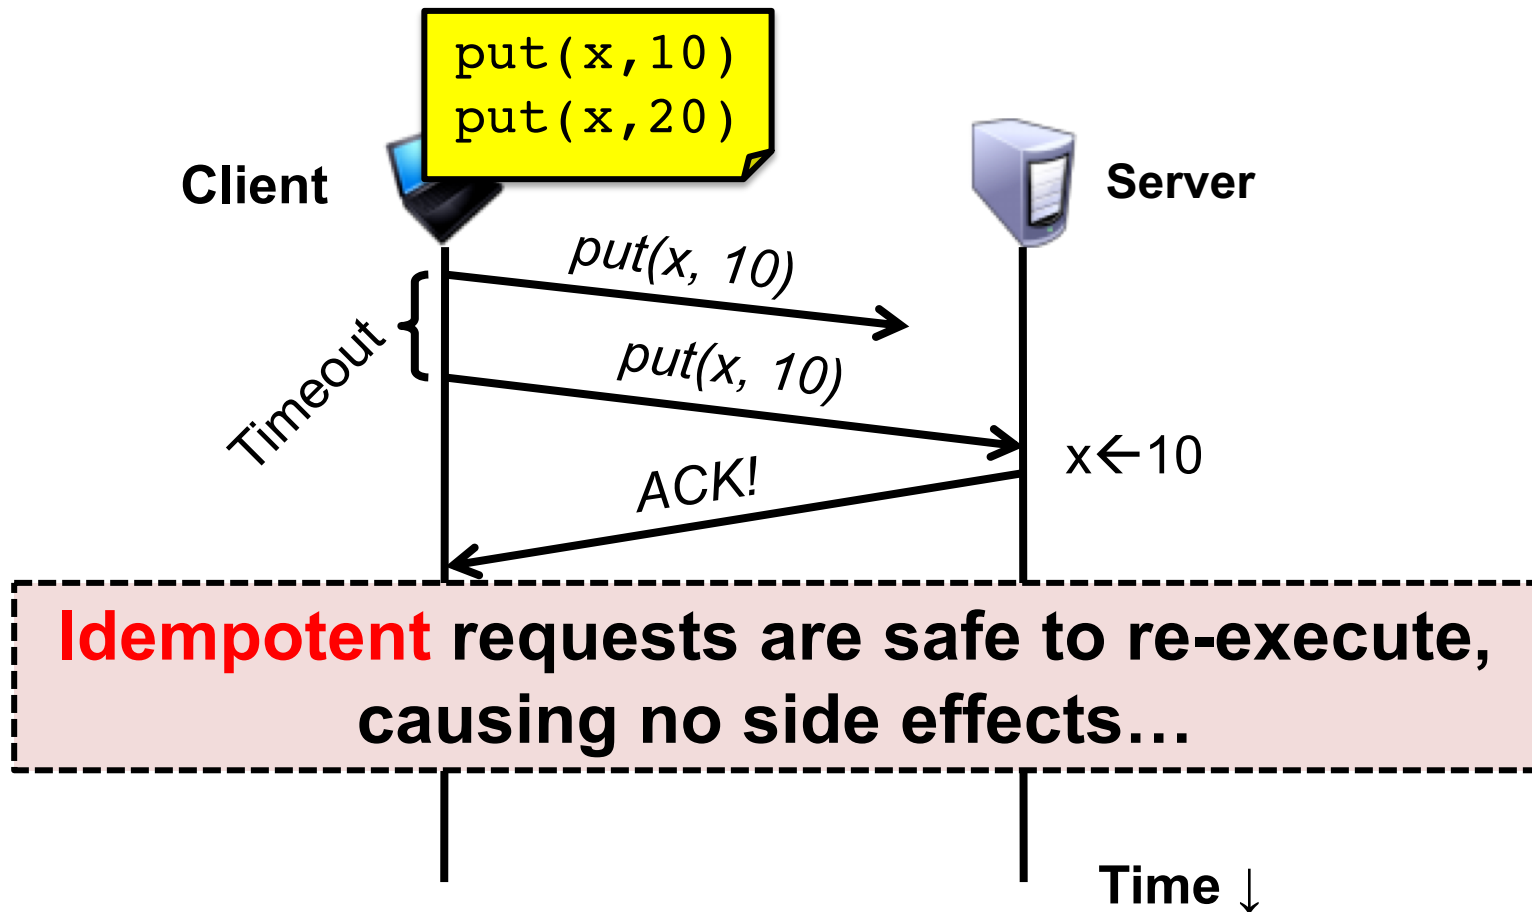 put(x,10)
put(x,20)
Client
Server
put(x, 10)
Timeout
put(x, 10)
x←10
ACK!
Idempotent requests are safe to re-execute,
causing no side effects…
Time ↓